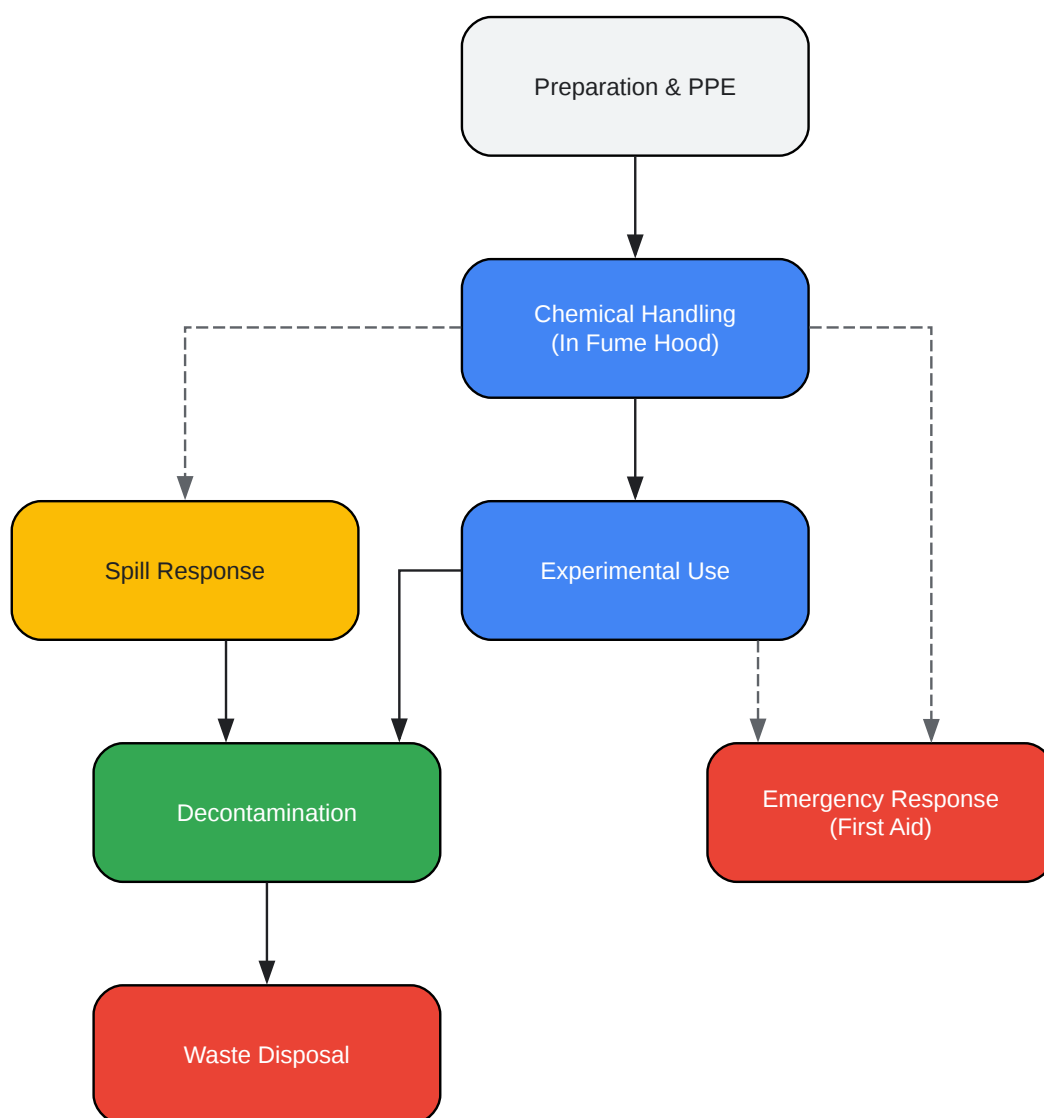 Preparation & PPE
Chemical Handling
(In Fume Hood)
Spill Response
Experimental Use
Decontamination
Emergency Response
(First Aid)
Waste Disposal